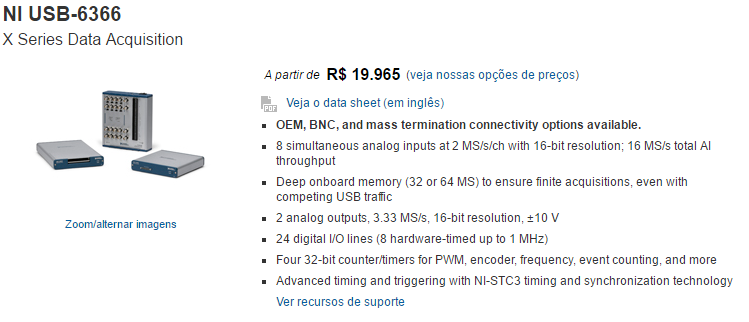 NI USB-6366
X Series Data Acquisition
A partir de R$ 19.965 (veja nossas opções de preços)
Veja o data sheet (em inglês)
OEM, BNC, and mass termination connectivity options available.
8 simultaneous analog inputs at 2 MS/s/ch with 16-bit resolution; 16 MS/s total AI
throughput
Deep onboard memory (32 or 64 MS) to ensure finite acquisitions, even with
competing USB traffic
2 analog outputs, 3.33 MS/s, 16-bit resolution, ±10 V
24 digital I/O lines (8 hardware-timed up to 1 MHz)
Four 32-bit counter/timers for PWM, encoder, frequency, event counting, and more
Advanced timing and triggering with NI-STC3 timing and synchronization technology
Ver recursos de suporte
Zoom/alternar imagens